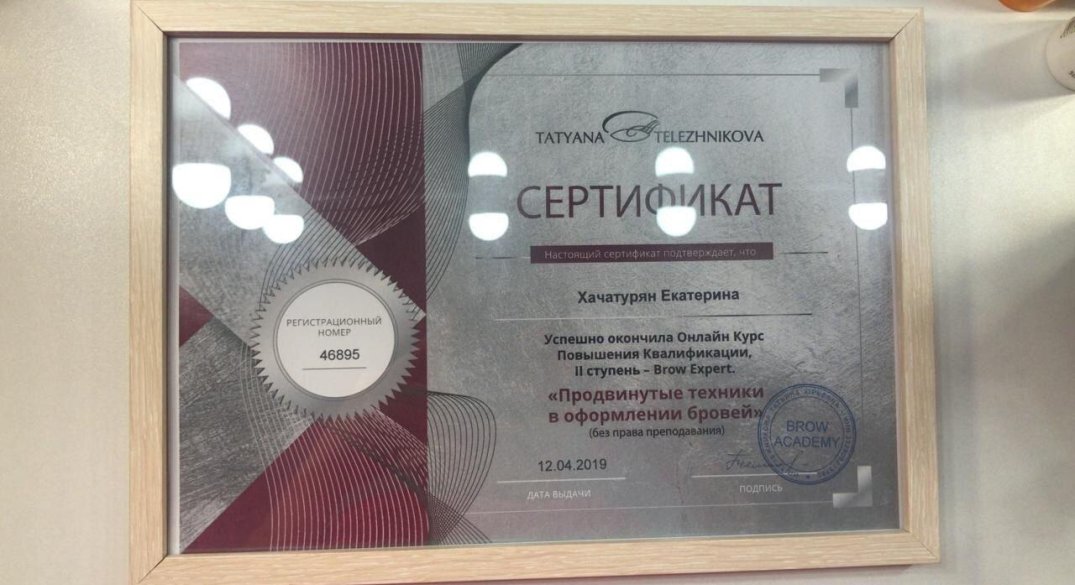 TATYANA TELEZHNIKOVA
СЕРТИФИКАТ
Настоящий сертификат подтверждает, что
Хачатурян Екатерина
Успешно окончила Онлайн Курс
Повышения Квалификации,
II ступень – Brow Expert.
«Продвинутые техники
в оформлении бровей»
(без права преподавания)
12.04.2019
ДАТА ВЫДАЧИ
ПОДПИСЬ
BROW
ACADEMY
РЕГИСТРАЦИОННЫЙ
НОМЕР
46895